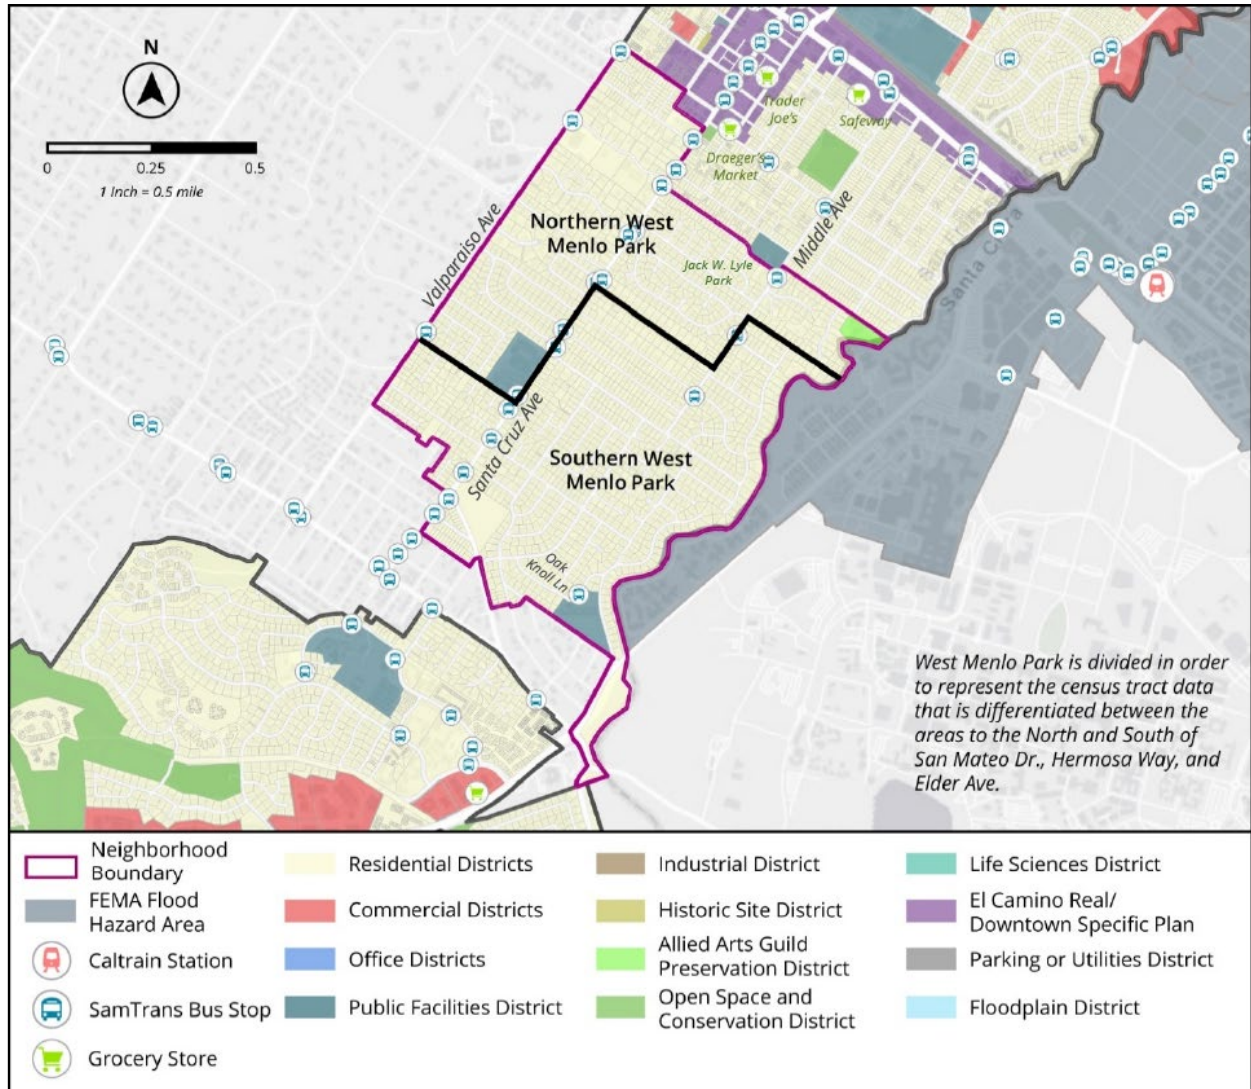 N
0
0.25
0.5
1 Inch = 0.5 mile
Trader
Joe's
Safeway
Draeger's
Market
Creek
Valparaiso Ave
Northern West
Menlo Park
Middle Ave
Jack W. Lyle
Park
Santa Cruz Ave
Southern West
Menlo Park
Oak
Knoll Ln
West Menlo Park is divided in order
to represent the census tract data
that is differentiated between the
areas to the North and South of
San Mateo Dr., Hermosa Way, and
Elder Ave.
Neighborhood
Boundary
FEMA Flood
Hazard Area
Caltrain Station
SamTrans Bus Stop
Grocery Store
Residential Districts
Commercial Districts
Office Districts
Public Facilities District
Industrial District
Historic Site District
Allied Arts Guild
Preservation District
Open Space and
Conservation District
Life Sciences District
El Camino Real/
Downtown Specific Plan
Parking or Utilities District
Floodplain District